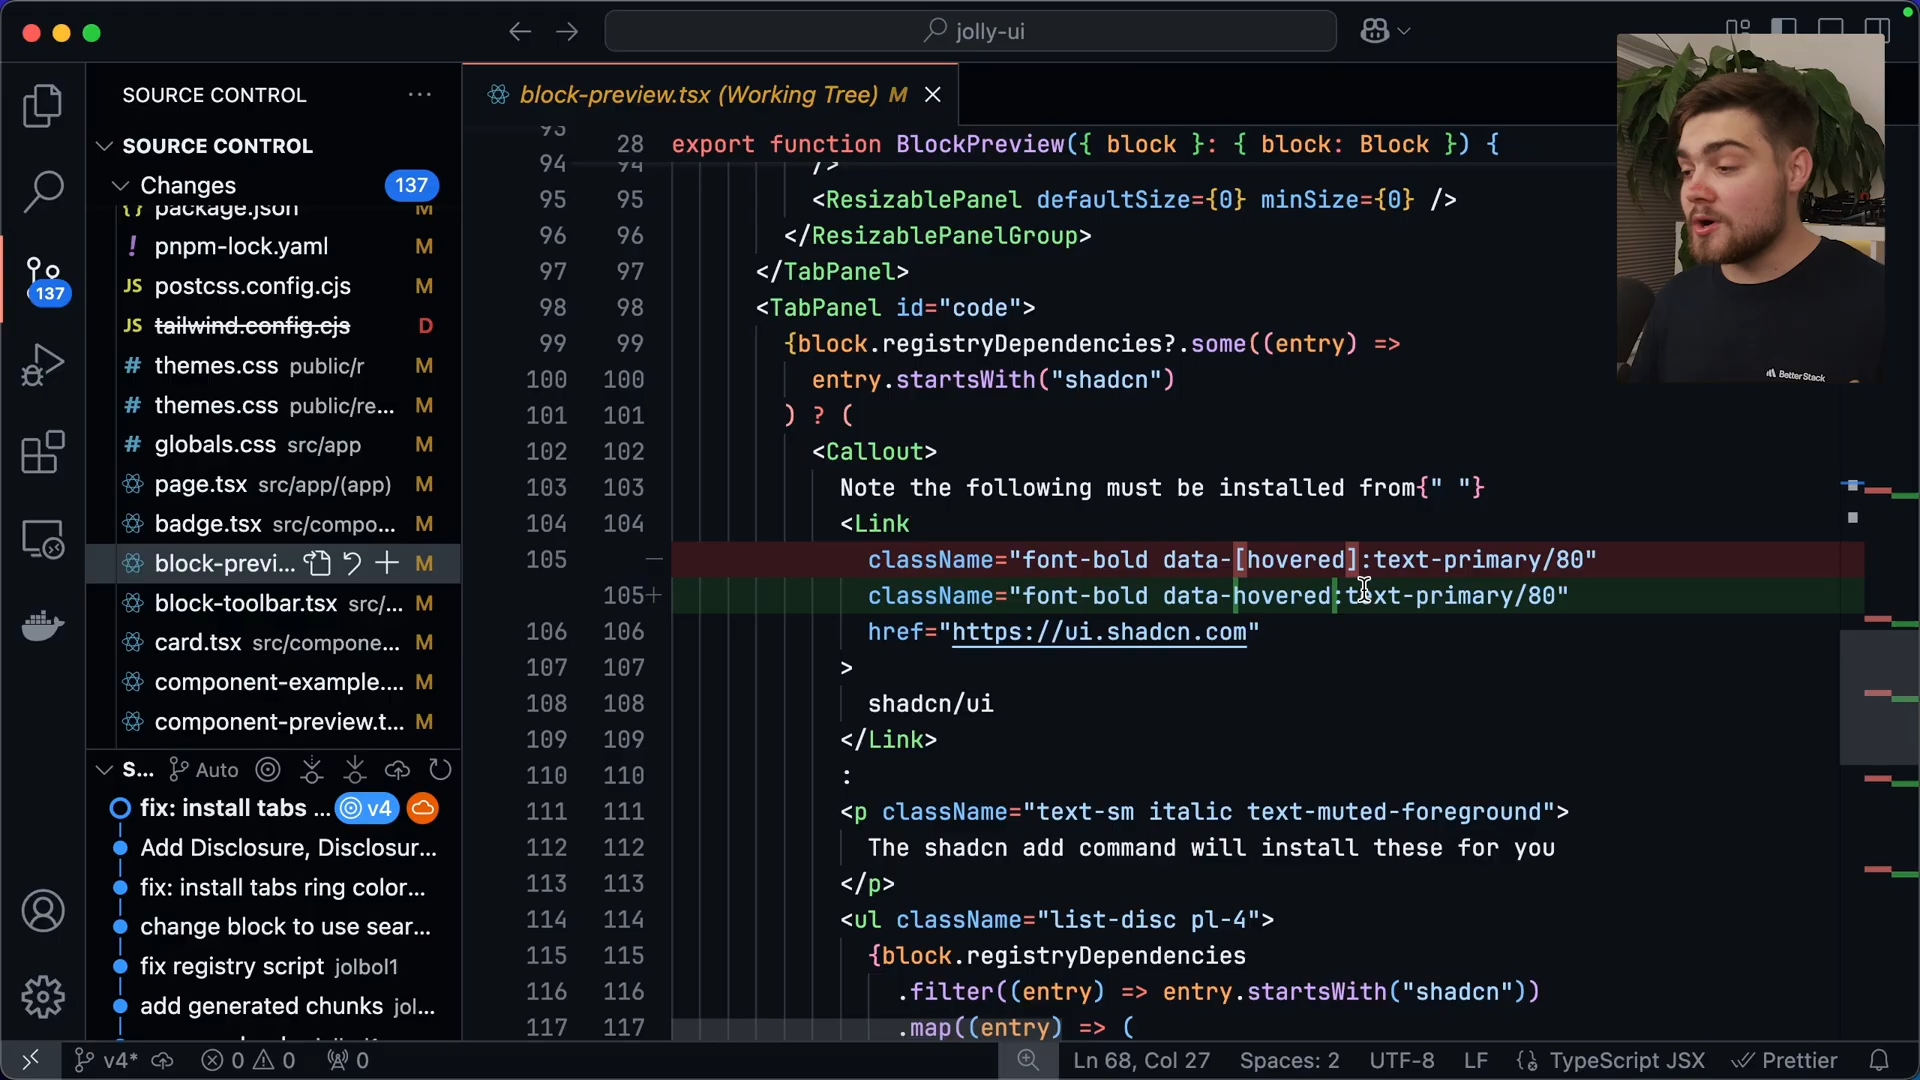 jolly-ui
SOURCE CONTROL
SOURCE CONTROL
Changes 137
package.json M
pnpm-lock.yaml M
postcss.config.cjs M
tailwind.config.cjs D
themes.css public/r M
themes.css public/re... M
globals.css src/app M
page.tsx src/app/(app) M
badge.tsx src/compo... M
block-previ... M
block-toolbar.tsx src/... M
card.tsx src/compone... M
component-example.... M
component-preview.t... M
137
S... Auto
fix: install tabs ... v4
Add Disclosure, Disclosur...
fix: install tabs ring color...
change block to use sear...
fix registry script jolbol1
add generated chunks jol...
block-preview.tsx (Working Tree) M
93
28 export function BlockPreview({ block }: { block: Block }) {
94 94 />
95 95 <ResizablePanel defaultSize={0} minSize={0} />
96 96 </ResizablePanelGroup>
97 97 </TabPanel>
98 98 <TabPanel id="code">
99 99 {block.registryDependencies?.some((entry) =>
100 100 entry.startsWith("shadcn")
101 101 ) ? (
102 102 <Callout>
103 103 Note the following must be installed from{" "}
104 104 <Link
105 — className="font-bold data-[hovered]:text-primary/80"
105+ className="font-bold data-hovered:text-primary/80"
106 106 href="https://ui.shadcn.com"
107 107 >
108 108 shadcn/ui
109 109 </Link>
110 110 :
111 111 <p className="text-sm italic text-muted-foreground">
112 112 The shadcn add command will install these for you
113 113 </p>
114 114 <ul className="list-disc pl-4">
115 115 {block.registryDependencies
116 116 .filter((entry) => entry.startsWith("shadcn"))
117 117 .map((entry) => (
BetterStack
v4* 0 0 0
Ln 68, Col 27 Spaces: 2 UTF-8 LF TypeScript JSX Prettier